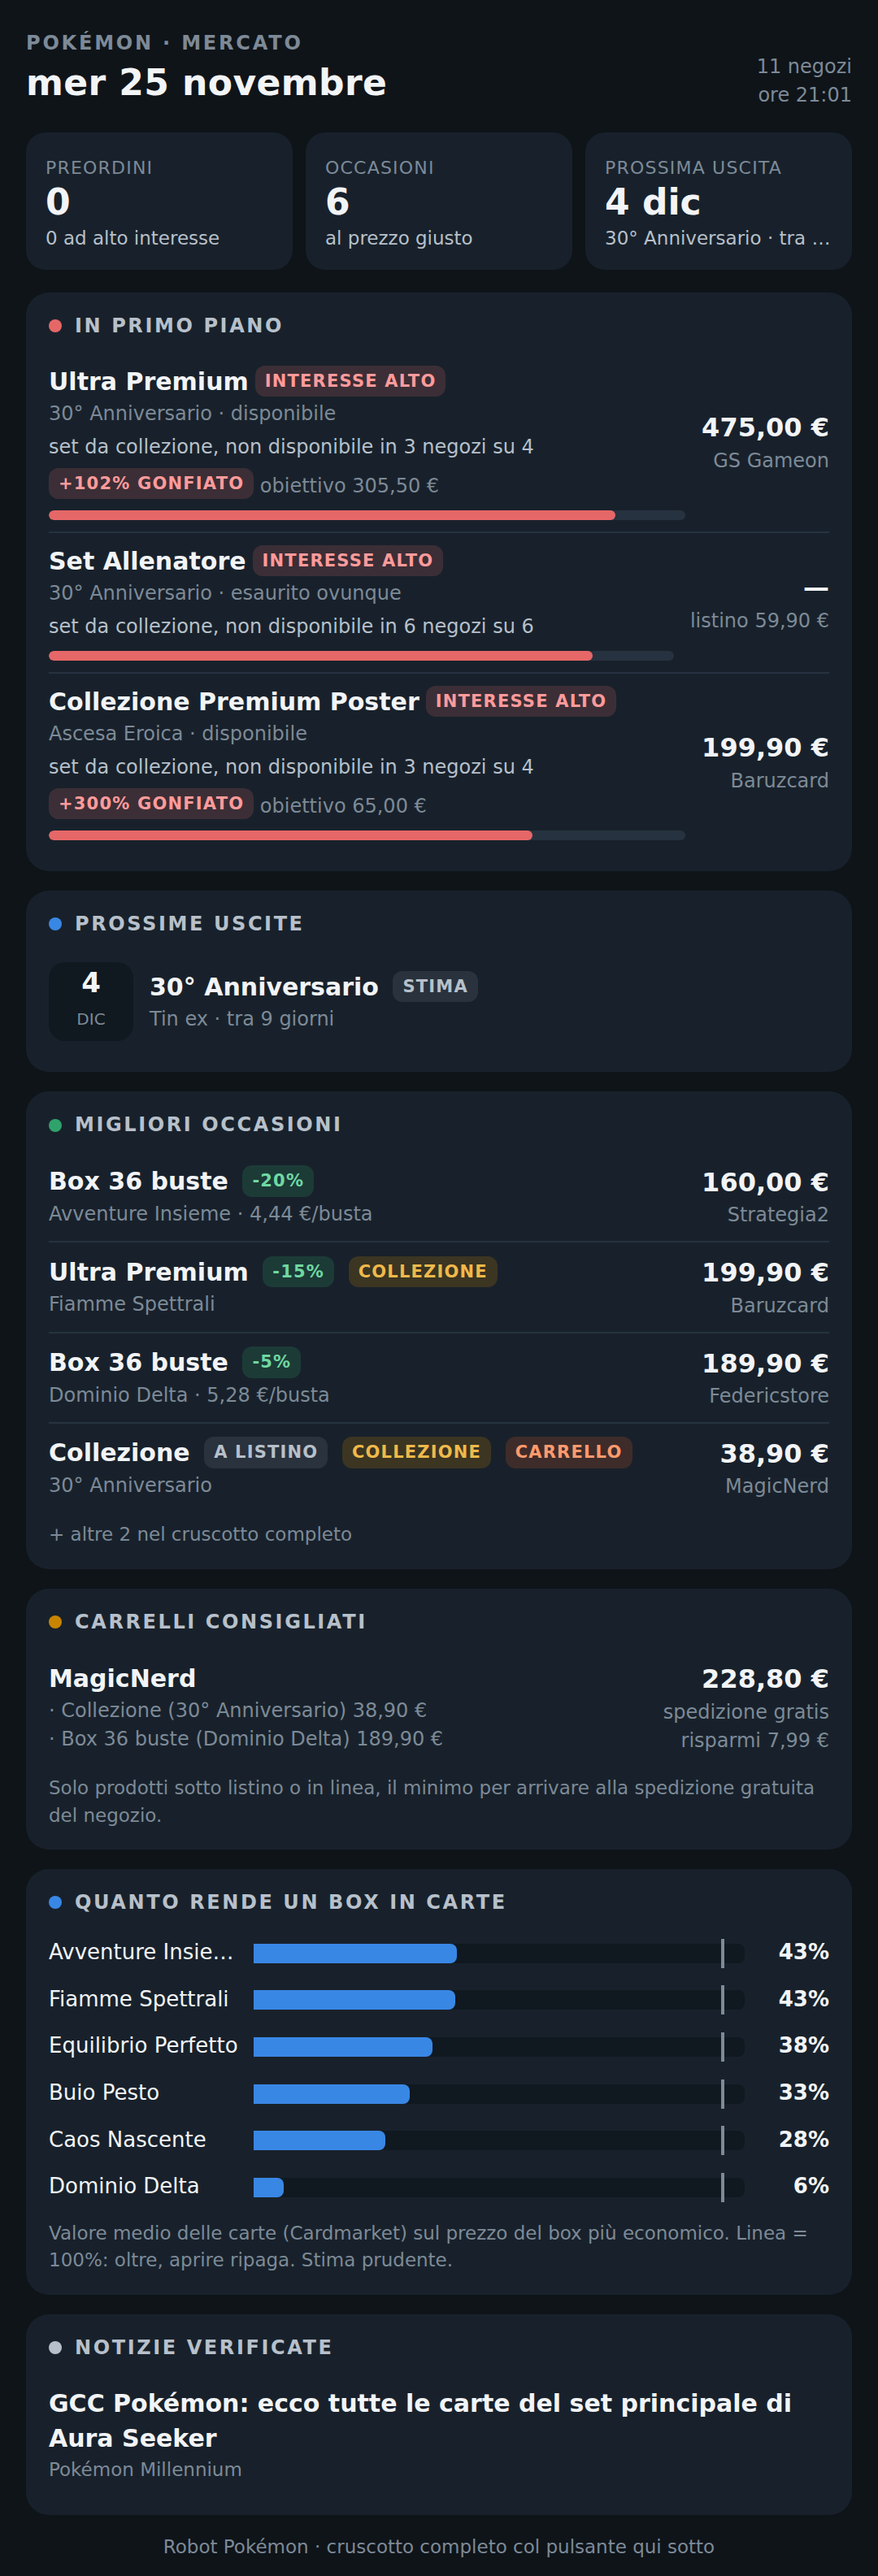 POKÉMON · MERCATO
mer 25 novembre
11 negozi
ore 21:01
PREORDINI
0
0 ad alto interesse
OCCASIONI
6
al prezzo giusto
PROSSIMA USCITA
4 dic
30° Anniversario · tra …
IN PRIMO PIANO
Ultra Premium INTERESSE ALTO
30° Anniversario · disponibile
set da collezione, non disponibile in 3 negozi su 4
+102% GONFIATO obiettivo 305,50 €
475,00 €
GS Gameon
Set Allenatore INTERESSE ALTO
30° Anniversario · esaurito ovunque
set da collezione, non disponibile in 6 negozi su 6
—
listino 59,90 €
Collezione Premium Poster INTERESSE ALTO
Ascesa Eroica · disponibile
set da collezione, non disponibile in 3 negozi su 4
+300% GONFIATO obiettivo 65,00 €
199,90 €
Baruzcard
PROSSIME USCITE
4
DIC
30° Anniversario STIMA
Tin ex · tra 9 giorni
MIGLIORI OCCASIONI
Box 36 buste -20%
Avventure Insieme · 4,44 €/busta
160,00 €
Strategia2
Ultra Premium -15% COLLEZIONE
Fiamme Spettrali
199,90 €
Baruzcard
Box 36 buste -5%
Dominio Delta · 5,28 €/busta
189,90 €
Federicstore
Collezione A LISTINO COLLEZIONE CARRELLO
30° Anniversario
38,90 €
MagicNerd
+ altre 2 nel cruscotto completo
CARRELLI CONSIGLIATI
MagicNerd
· Collezione (30° Anniversario) 38,90 €
· Box 36 buste (Dominio Delta) 189,90 €
228,80 €
spedizione gratis
risparmi 7,99 €
Solo prodotti sotto listino o in linea, il minimo per arrivare alla spedizione gratuita
del negozio.
QUANTO RENDE UN BOX IN CARTE
Avventure Insie… 43%
Fiamme Spettrali 43%
Equilibrio Perfetto 38%
Buio Pesto 33%
Caos Nascente 28%
Dominio Delta 6%
Valore medio delle carte (Cardmarket) sul prezzo del box più economico. Linea =
100%: oltre, aprire ripaga. Stima prudente.
NOTIZIE VERIFICATE
GCC Pokémon: ecco tutte le carte del set principale di
Aura Seeker
Pokémon Millennium
Robot Pokémon · cruscotto completo col pulsante qui sotto